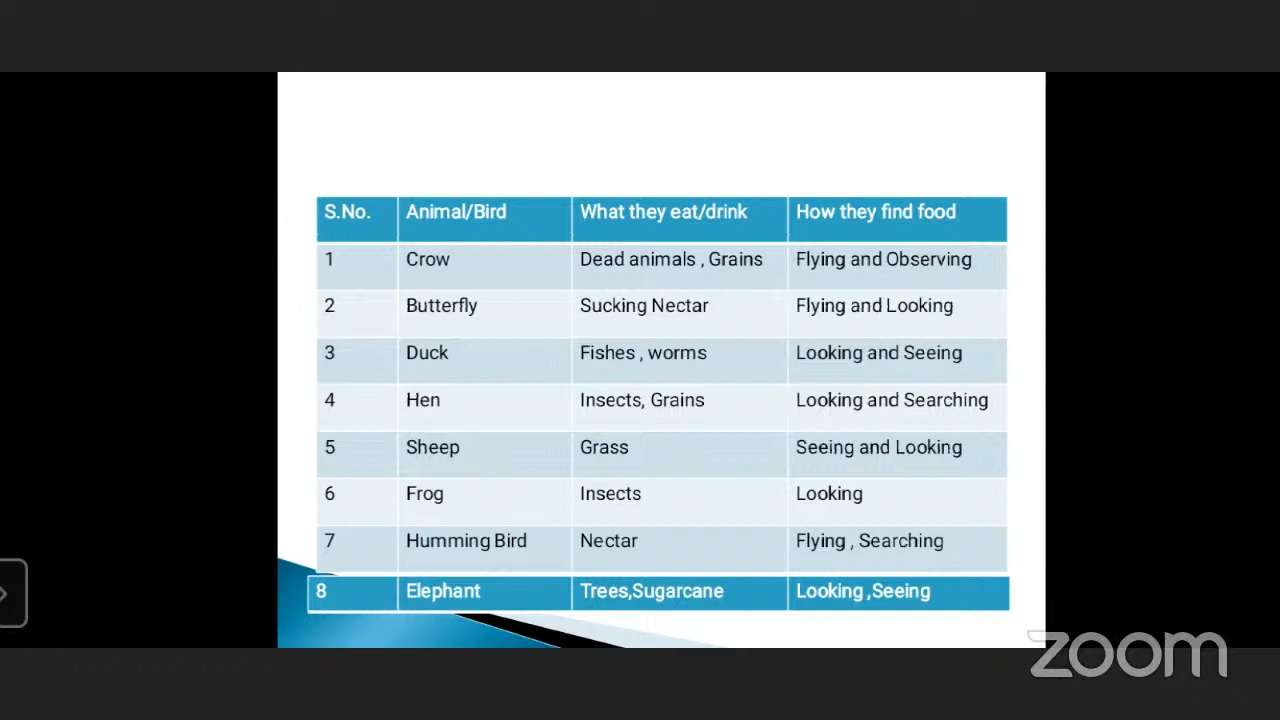 S.No. Animal/Bird What they eat/drink How they find food
1 Crow Dead animals , Grains Flying and Observing
2 Butterfly Sucking Nectar Flying and Looking
3 Duck Fishes , worms Looking and Seeing
4 Hen Insects, Grains Looking and Searching
5 Sheep Grass Seeing and Looking
6 Frog Insects Looking
7 Humming Bird Nectar Flying , Searching
8 Elephant Trees,Sugarcane Looking ,Seeing
zoom